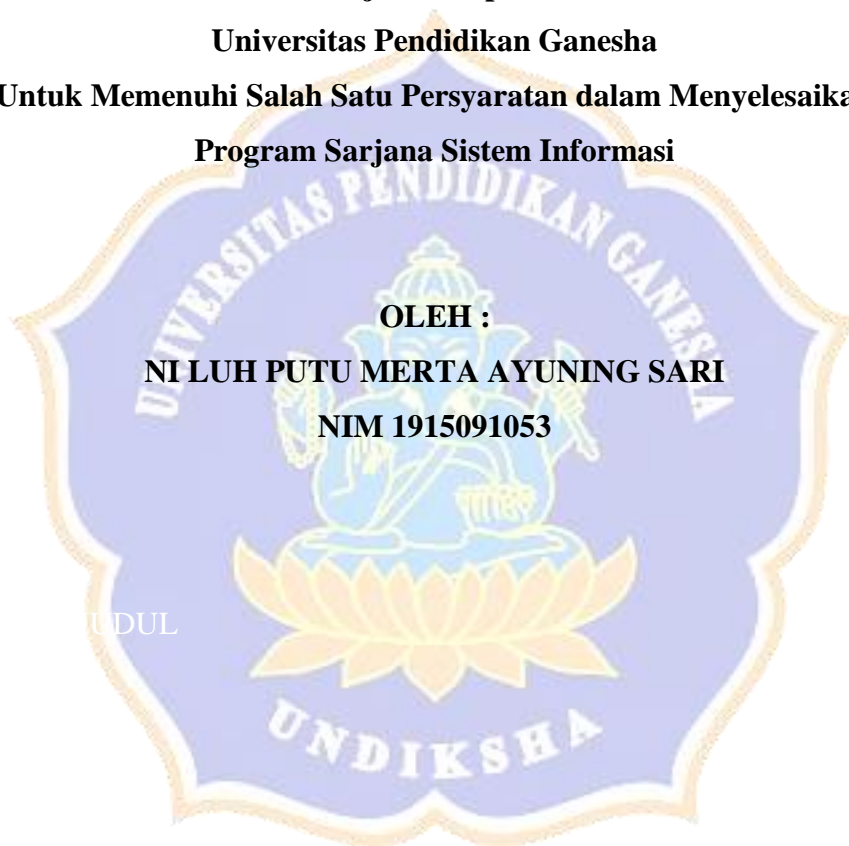 Universitas Pendidikan Ganesha
Untuk Memenuhi Salah Satu Persyaratan dalam
Program Sarjana Sistem Informasi
UNIVERSITAS PENDIDIKAN GANESHA
OLEH :
NI LUH PUTU MERTA AYUNING SARI
NIM 1915091053
UNDIKSHA